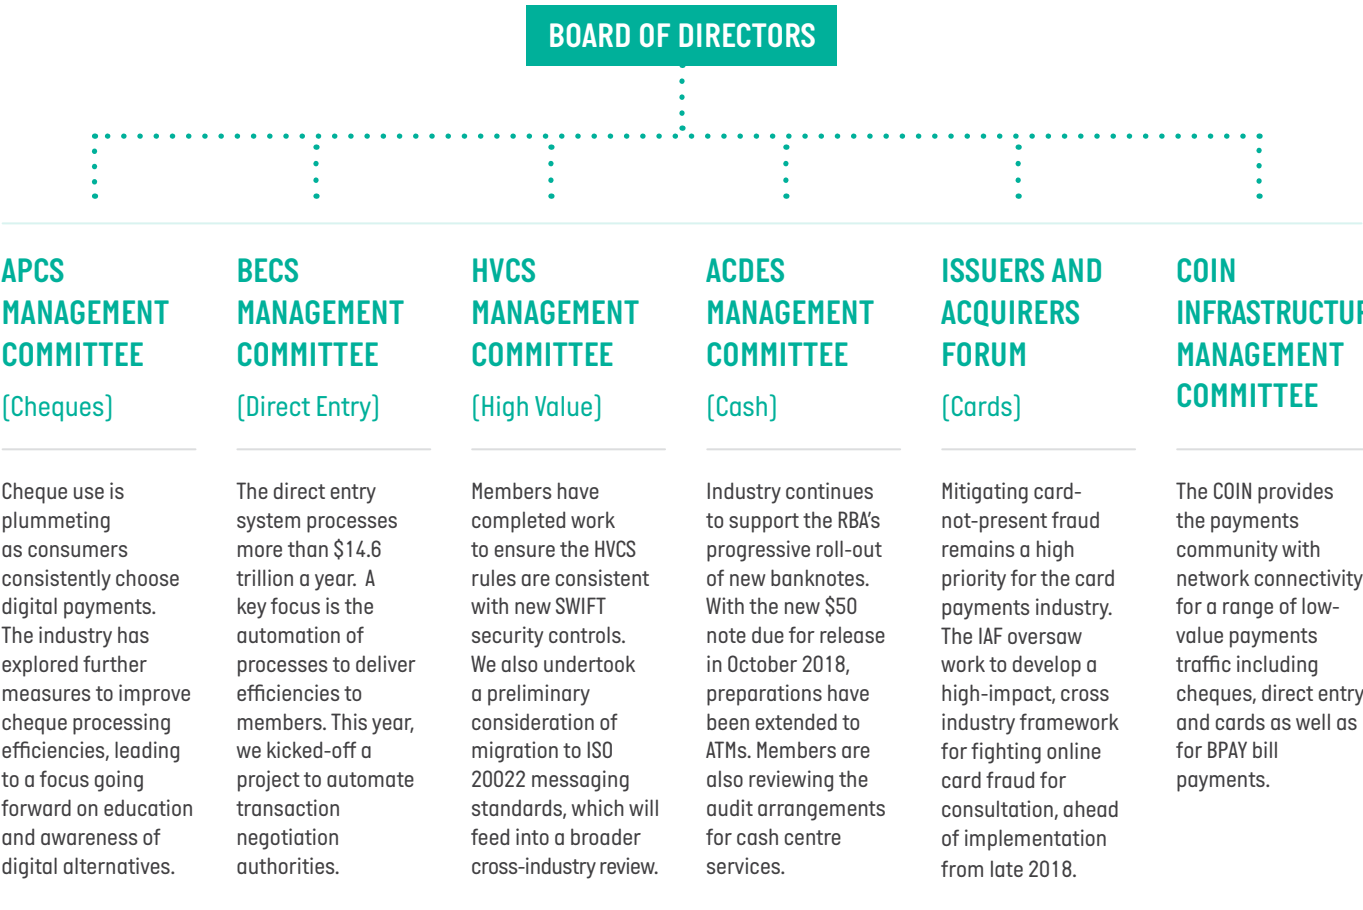 BOARD OF DIRECTORS
APCS
MANAGEMENT
COMMITTEE
(Cheques)
Cheque use is
plummeting
as consumers
consistently choose
digital payments.
The industry has
explored further
measures to improve
cheque processing
efficiencies, leading
to a focus going
forward on education
and awareness of
digital alternatives.
BECS
MANAGEMENT
COMMITTEE
(Direct Entry)
The direct entry
system processes
more than $14.6
trillion a year. A
key focus is the
automation of
processes to deliver
efficiencies to
members. This year,
we kicked-off a
project to automate
transaction
negotiation
authorities.
HVCS
MANAGEMENT
COMMITTEE
(High Value)
Members have
completed work
to ensure the HVCS
rules are consistent
with new SWIFT
security controls.
We also undertook
a preliminary
consideration of
migration to ISO
20022 messaging
standards, which will
feed into a broader
cross-industry review.
ACDES
MANAGEMENT
COMMITTEE
(Cash)
Industry continues
to support the RBA's
progressive roll-out
of new banknotes.
With the new $50
note due for release
in October 2018,
preparations have
been extended to
ATMs. Members are
also reviewing the
audit arrangements
for cash centre
services.
ISSUERS AND
ACQUIRERS
FORUM
(Cards)
Mitigating card-
not-present fraud
remains a high
priority for the card
payments industry.
The IAF oversaw
work to develop a
high-impact, cross
industry framework
for fighting online
card fraud for
consultation, ahead
of implementation
from late 2018.
COIN
INFRASTRUCTUR
MANAGEMENT
COMMITTEE
The COIN provides
the payments
community with
network connectivity
for a range of low-
value payments
traffic including
cheques, direct entry
and cards as well as
for BPAY bill
payments.